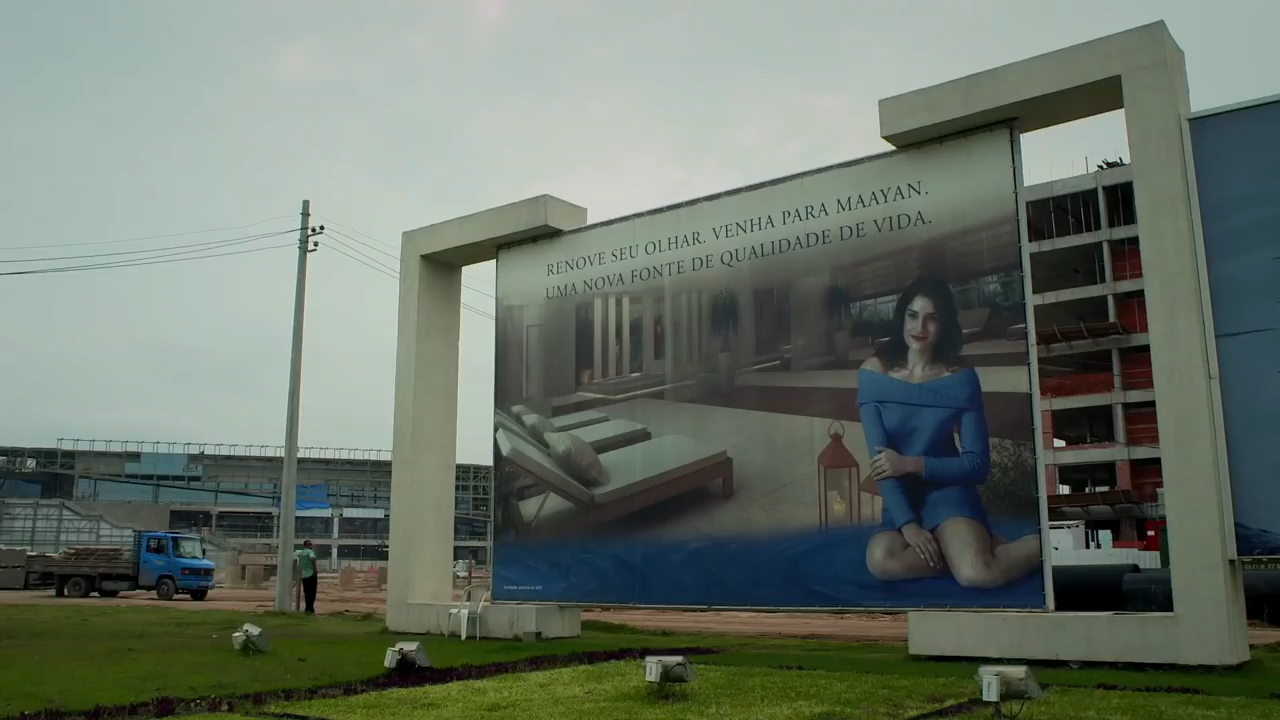 RENOVE SEU OLHAR. VENHA PARA MAAYAN.
UMA NOVA FONTE DE QUALIDADE DE VIDA.